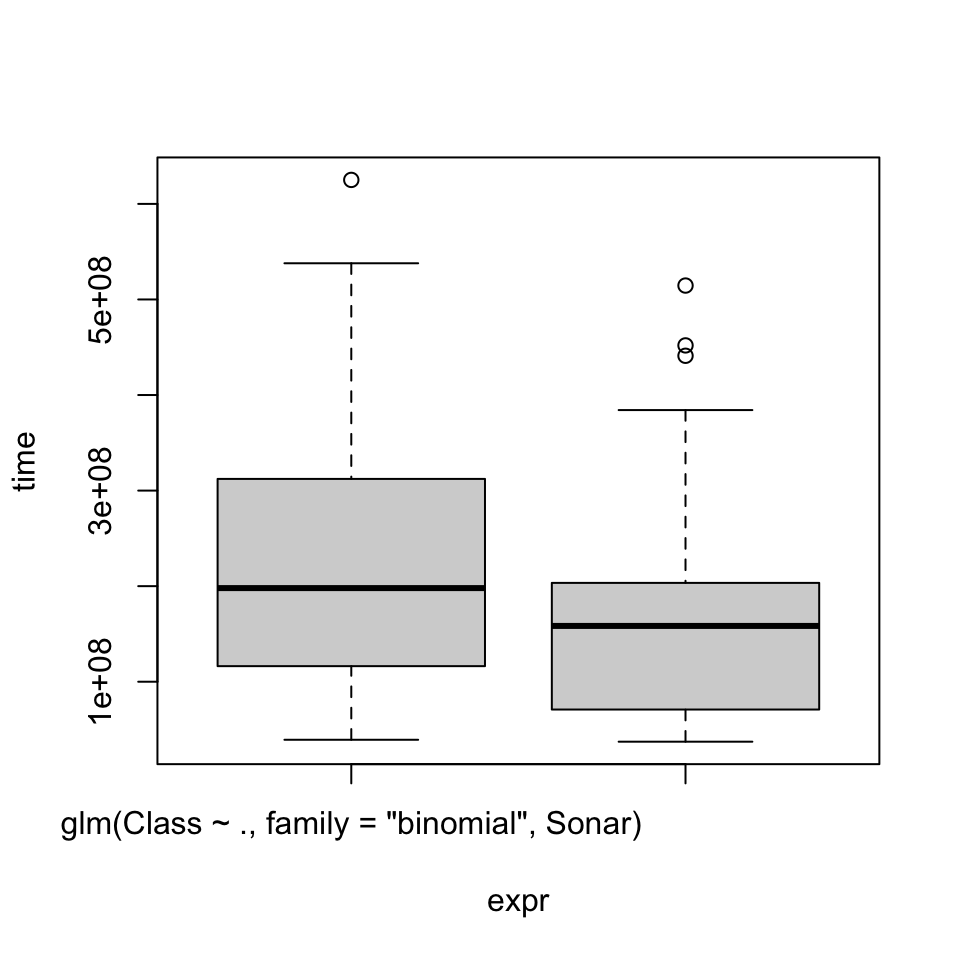 5e+08
3e+08
1e+08
time
glm(Class ~ ., family = "binomial", Sonar)
expr